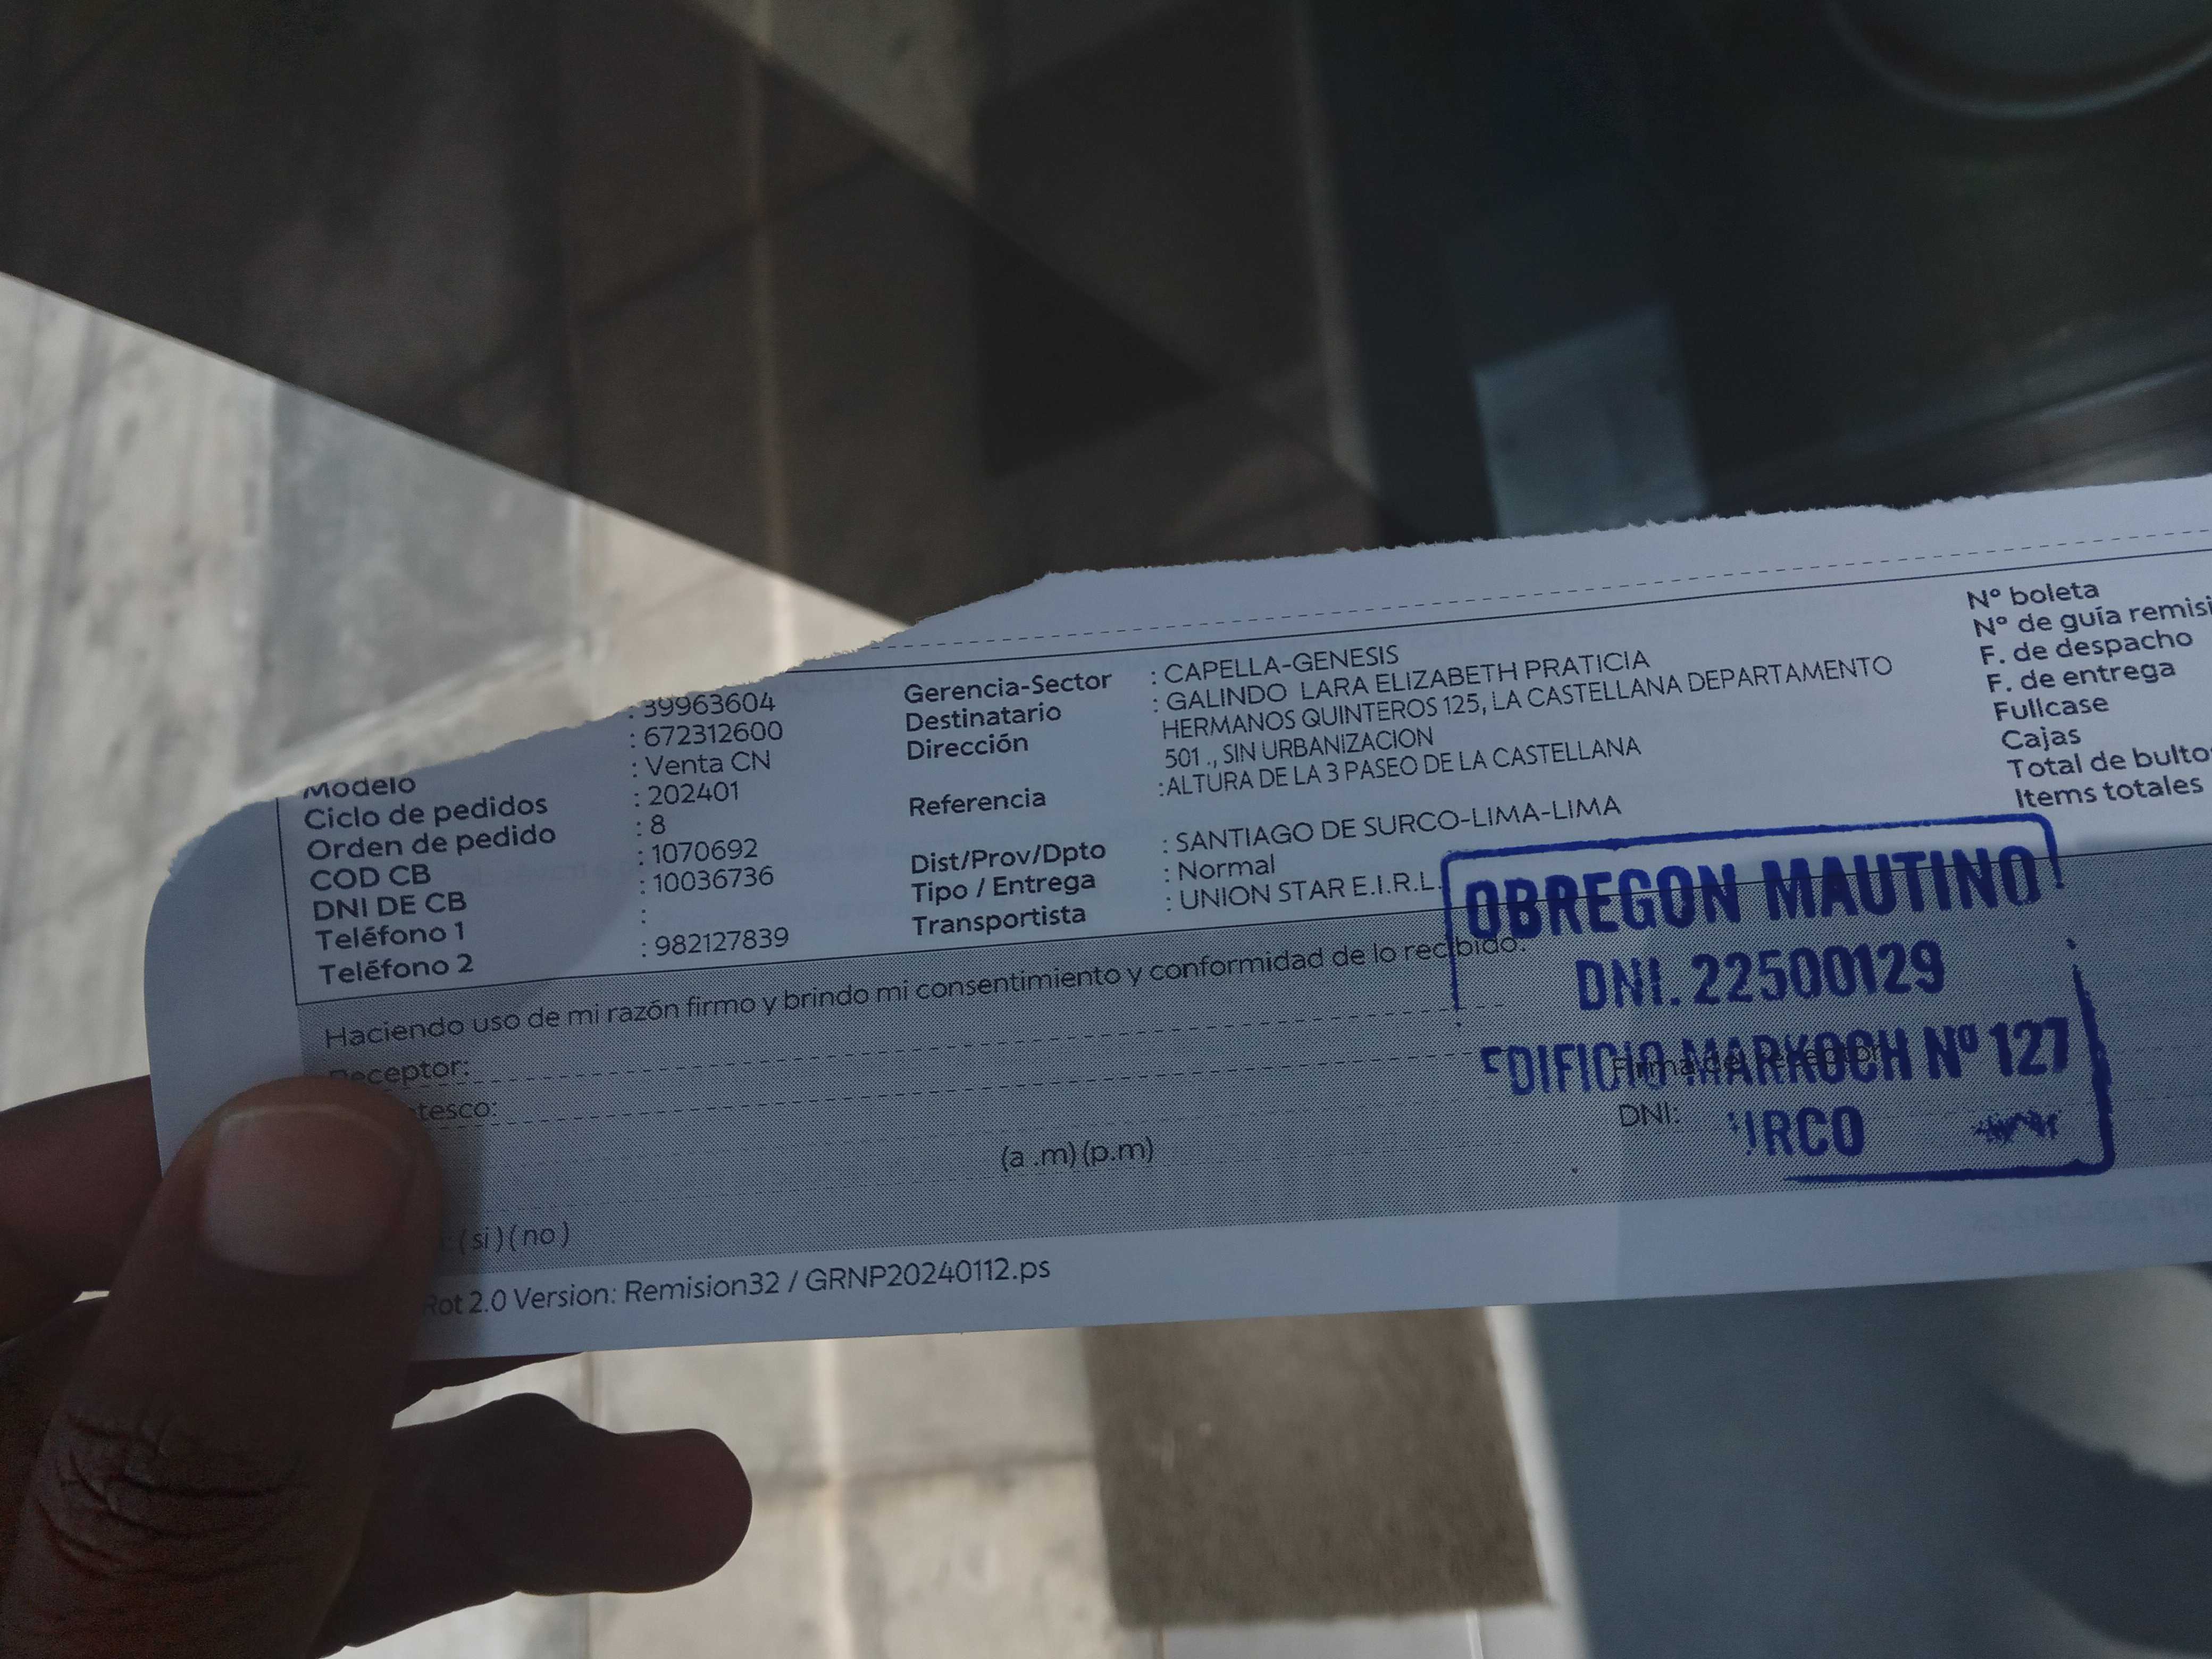 : 39963604
: 672312600
Modelo : Venta CN
Ciclo de pedidos : 202401
Orden de pedido : 8
COD CB : 1070692
DNI DE CB : 10036736
Teléfono 1 :
Teléfono 2 : 982127839
Gerencia-Sector : CAPELLA-GENESIS
Destinatario : GALINDO LARA ELIZABETH PRATICIA
Dirección HERMANOS QUINTEROS 125, LA CASTELLANA DEPARTAMENTO
501 ., SIN URBANIZACION
Referencia :ALTURA DE LA 3 PASEO DE LA CASTELLANA
Dist/Prov/Dpto : SANTIAGO DE SURCO-LIMA-LIMA
Tipo / Entrega : Normal
Transportista : UNION STAR E.I.R.L.
Nº boleta
Nº de guía remisi
F. de despacho
F. de entrega
Fullcase
Cajas
Total de bulto
Items totales
Haciendo uso de mi razón firmo y brindo mi consentimiento y conformidad de lo recibido.
Receptor:
tesco:
(a .m) (p.m)
: ( si ) ( no )
Firma del Receptor
DNI:
OBREGON MAUTINO
DNI. 22500129
EDIFICIO MARKOCH Nº 127
URCO
Rot 2.0 Version: Remision32 / GRNP20240112.ps